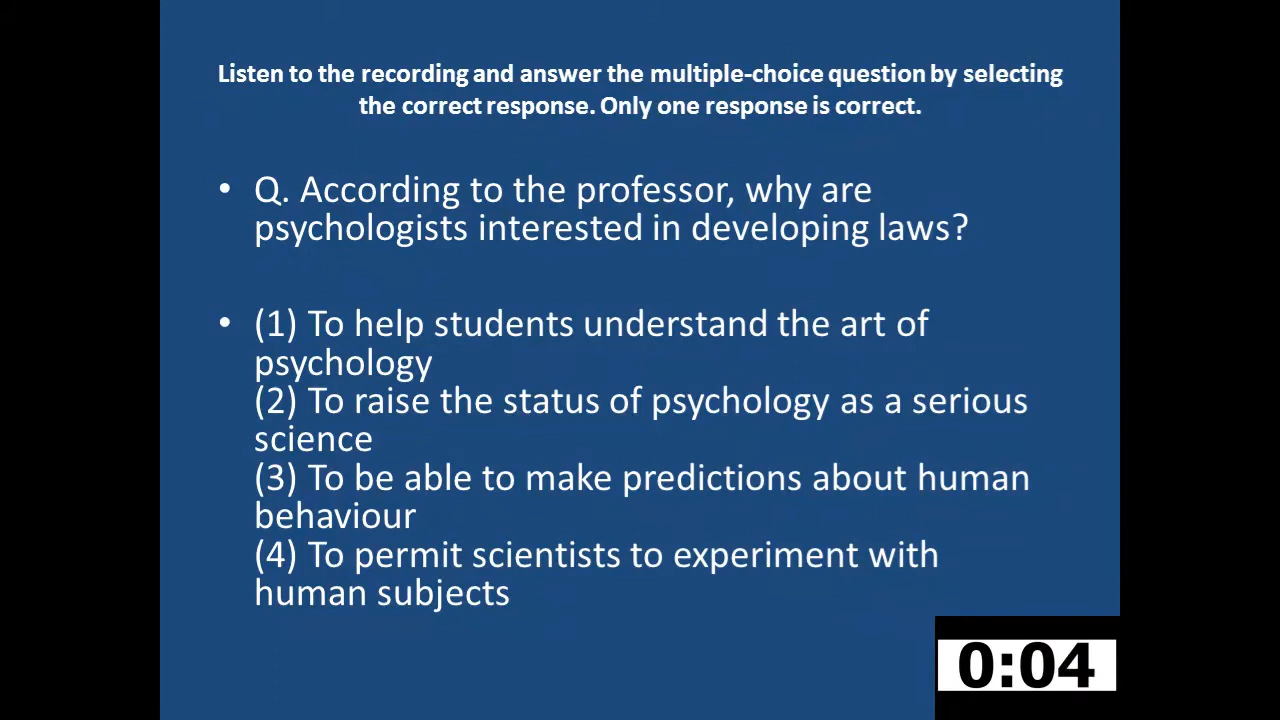 Listen to the recording and answer the multiple-choice question by selecting
the correct response. Only one response is correct.
• Q. According to the professor, why are
psychologists interested in developing laws?
• (1) To help students understand the art of
psychology
(2) To raise the status of psychology as a serious
science
(3) To be able to make predictions about human
behaviour
(4) To permit scientists to experiment with
human subjects
0:04